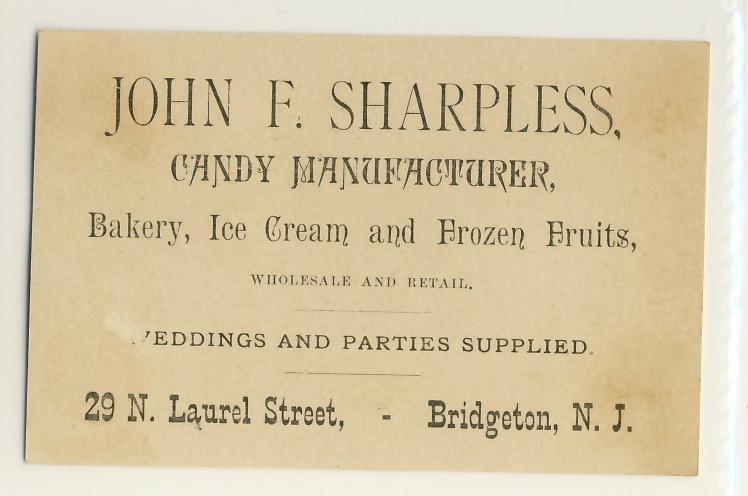 JOHN F. SHARPLESS,
CANDY MANUFACTURER,
Bakery, Ice Cream and Frozen Fruits,
WHOLESALE AND RETAIL.
WEDDINGS AND PARTIES SUPPLIED.
29 N. Laurel Street, - Bridgeton, N. J.